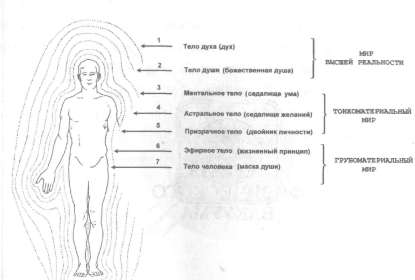 1 Тело духа (дух)
2 Тело души (божественная душа)
МИР
ВЫСШЕЙ РЕАЛЬНОСТИ
3 Ментальное тело (седалище ума)
4 Астральное тело (седалище желаний)
5 Призрачное тело (двойник личности)
ТОНКОМАТЕРИАЛЬНЫЙ
МИР
6 Эфирное тело (жизненный принцип)
7 Тело человека (маска души)
ГРУБОМАТЕРИАЛЬНЫЙ
МИР